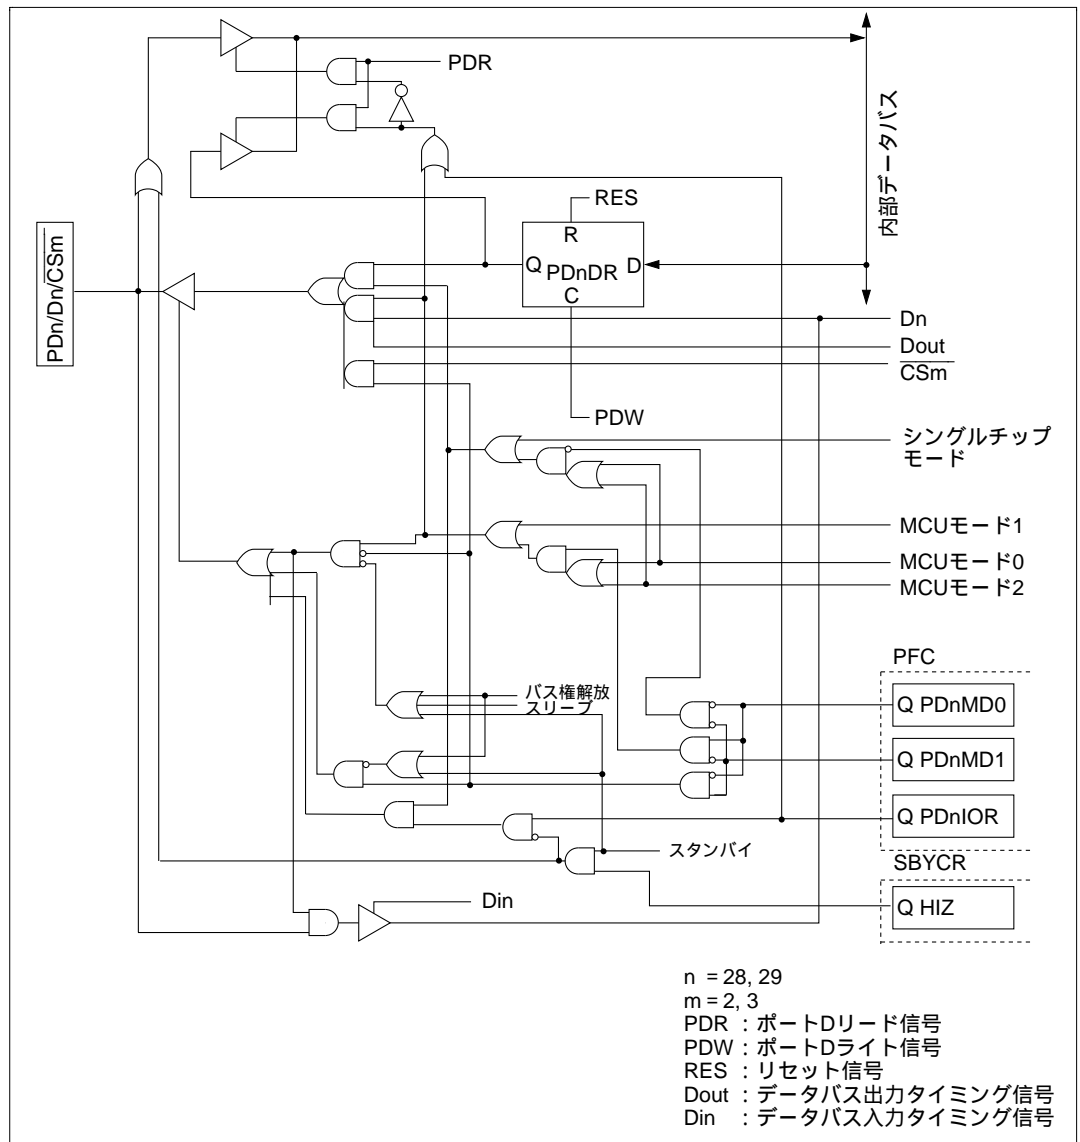 PDR
内部データバス
RES
R
Q PDnDR D
C
PDn/Dn/CSm
Dn
Dout
CSm
PDW
シングルチップ
モード
MCUモード1
MCUモード0
MCUモード2
PFC
バス権解放
スリープ
Q PDnMD0
Q PDnMD1
Q PDnIOR
スタンバイ
SBYCR
Din
Q HIZ
n = 28, 29
m = 2, 3
PDR : ポートDリード信号
PDW : ポートDライト信号
RES : リセット信号
Dout : データバス出力タイミング信号
Din : データバス入力タイミング信号